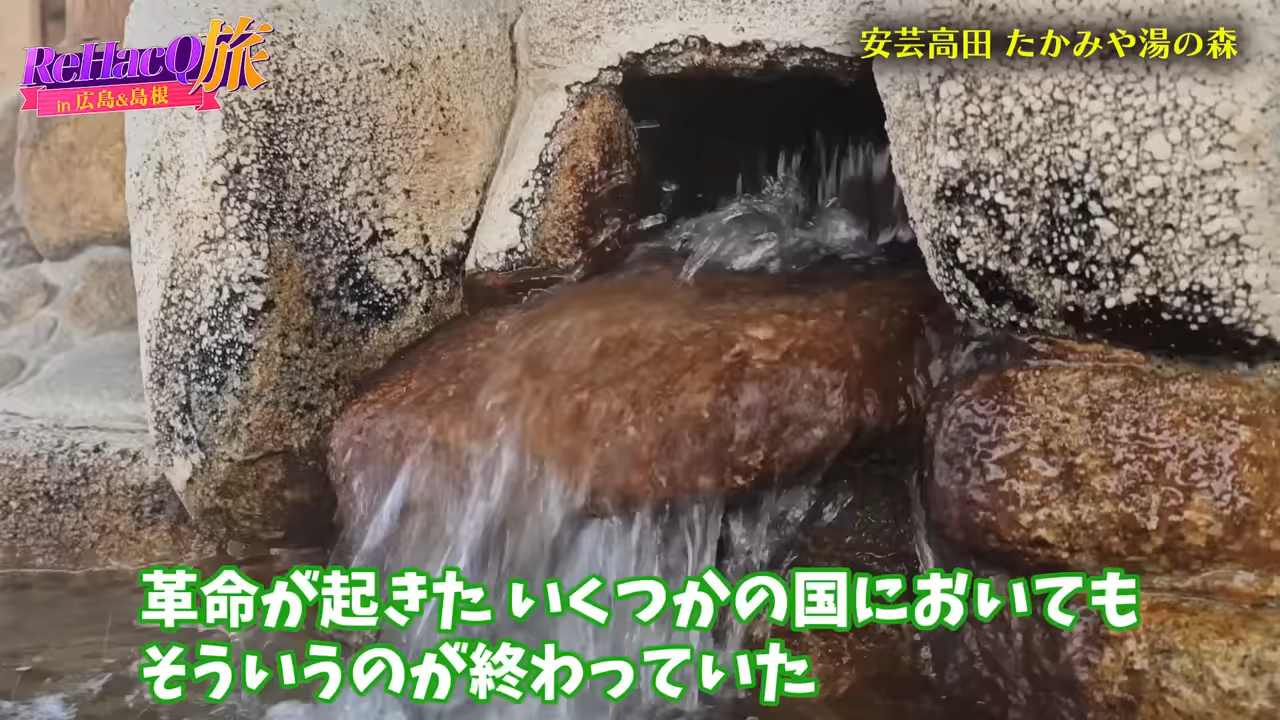 ReHacQ旅
in 広島&島根
安芸高田 たかみや湯の森
革命が起きた いくつかの国においても
そういうのが終わっていた